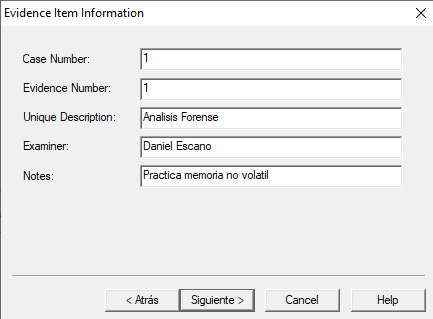 Evidence Item Information
Case Number: 1
Evidence Number: 1
Unique Description: Analisis Forense
Examiner: Daniel Escano
Notes: Practica memoria no volatil
< Atrás Siguiente > Cancel Help